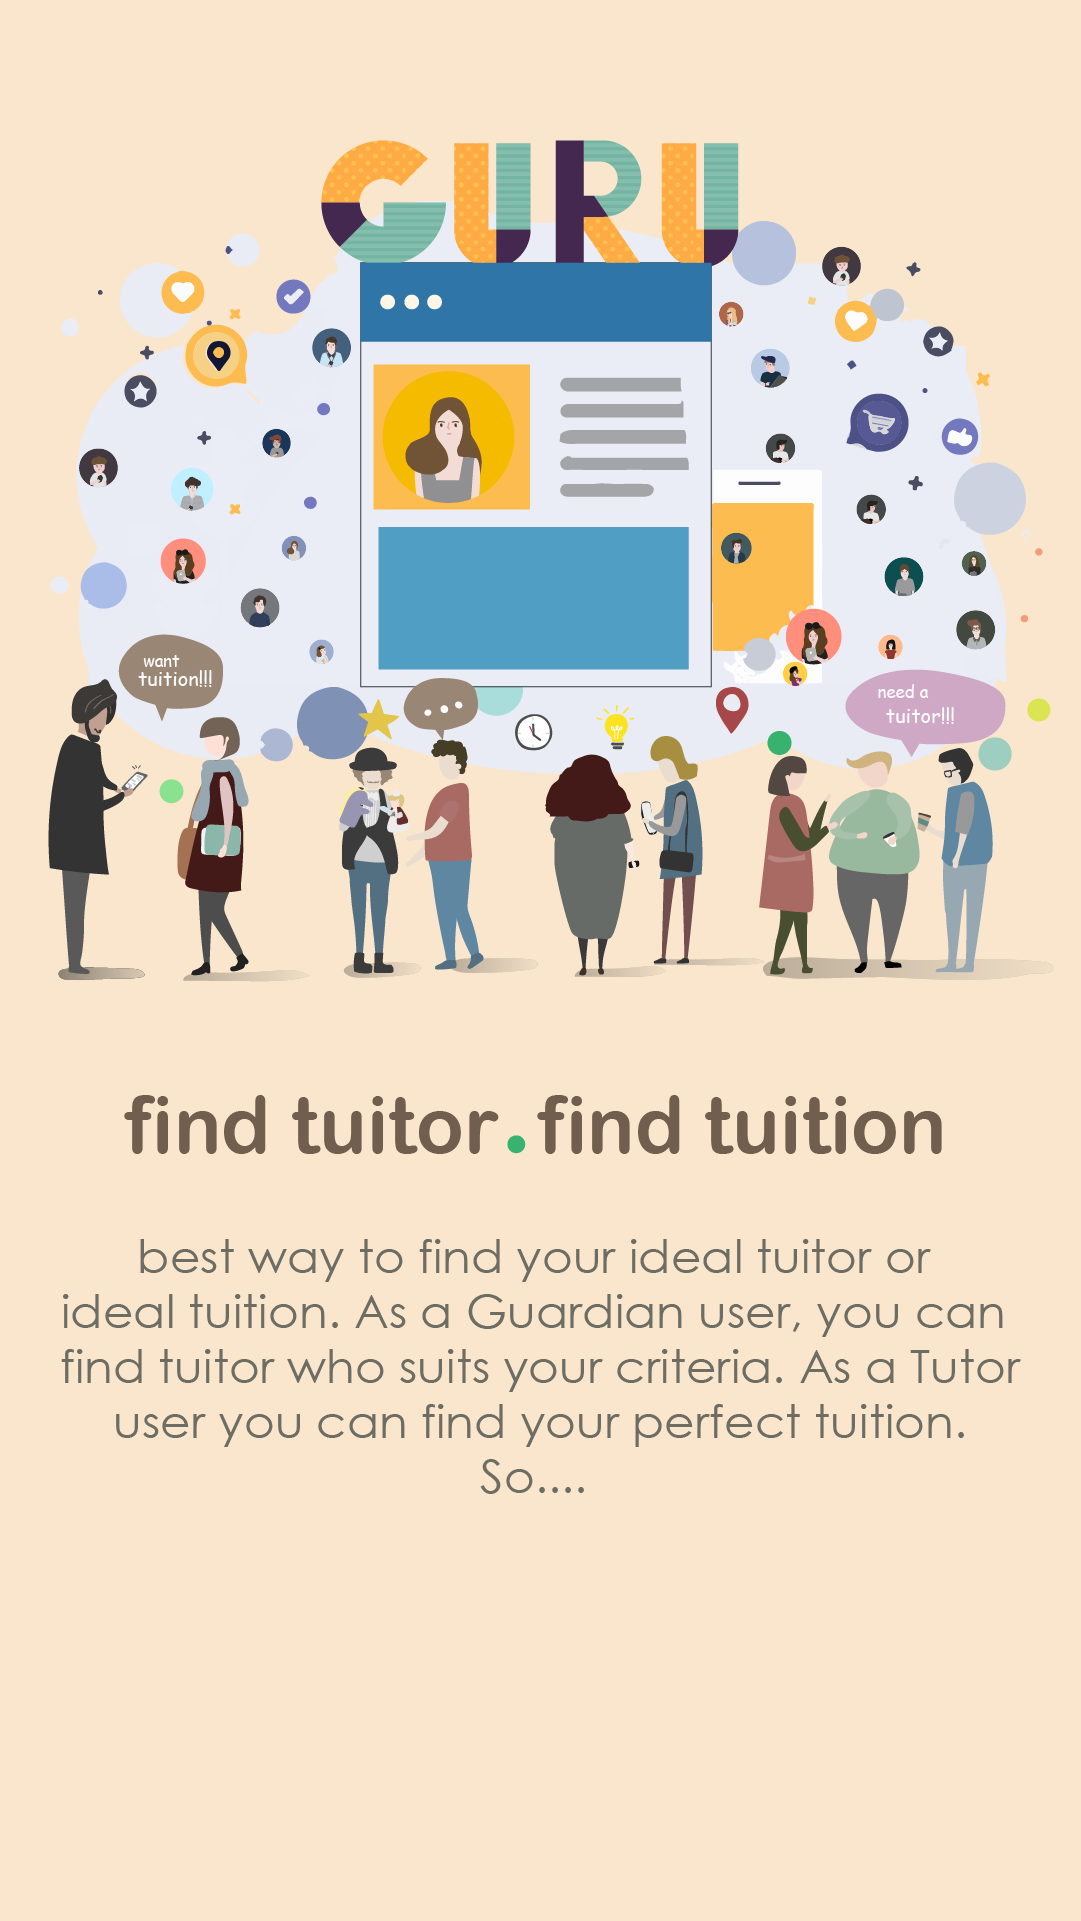 GURU
want
tuition!!!
need a
tuitor!!!
find tuitor.find tuition
best way to find your ideal tuitor or
ideal tuition. As a Guardian user, you can
find tuitor who suits your criteria. As a Tutor
user you can find your perfect tuition.
So....